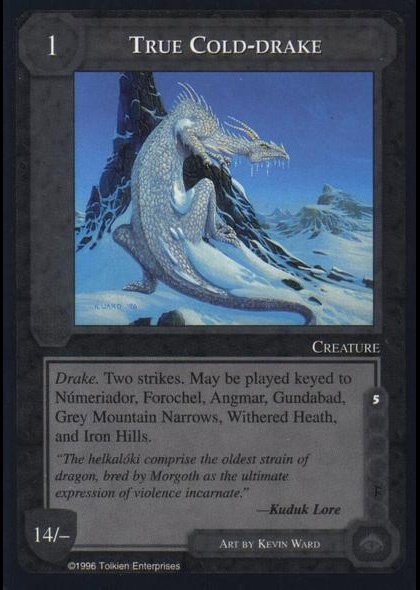 1
TRUE COLD-DRAKE
K.WARD '96
CREATURE
Drake. Two strikes. May be played keyed to
Númeriador, Forochel, Angmar, Gundabad,
Grey Mountain Narrows, Withered Heath,
and Iron Hills.
5
“The helkalóki comprise the oldest strain of
dragon, bred by Morgoth as the ultimate
expression of violence incarnate.”
—Kuduk Lore
14/–
ART BY KEVIN WARD
©1996 Tolkien Enterprises